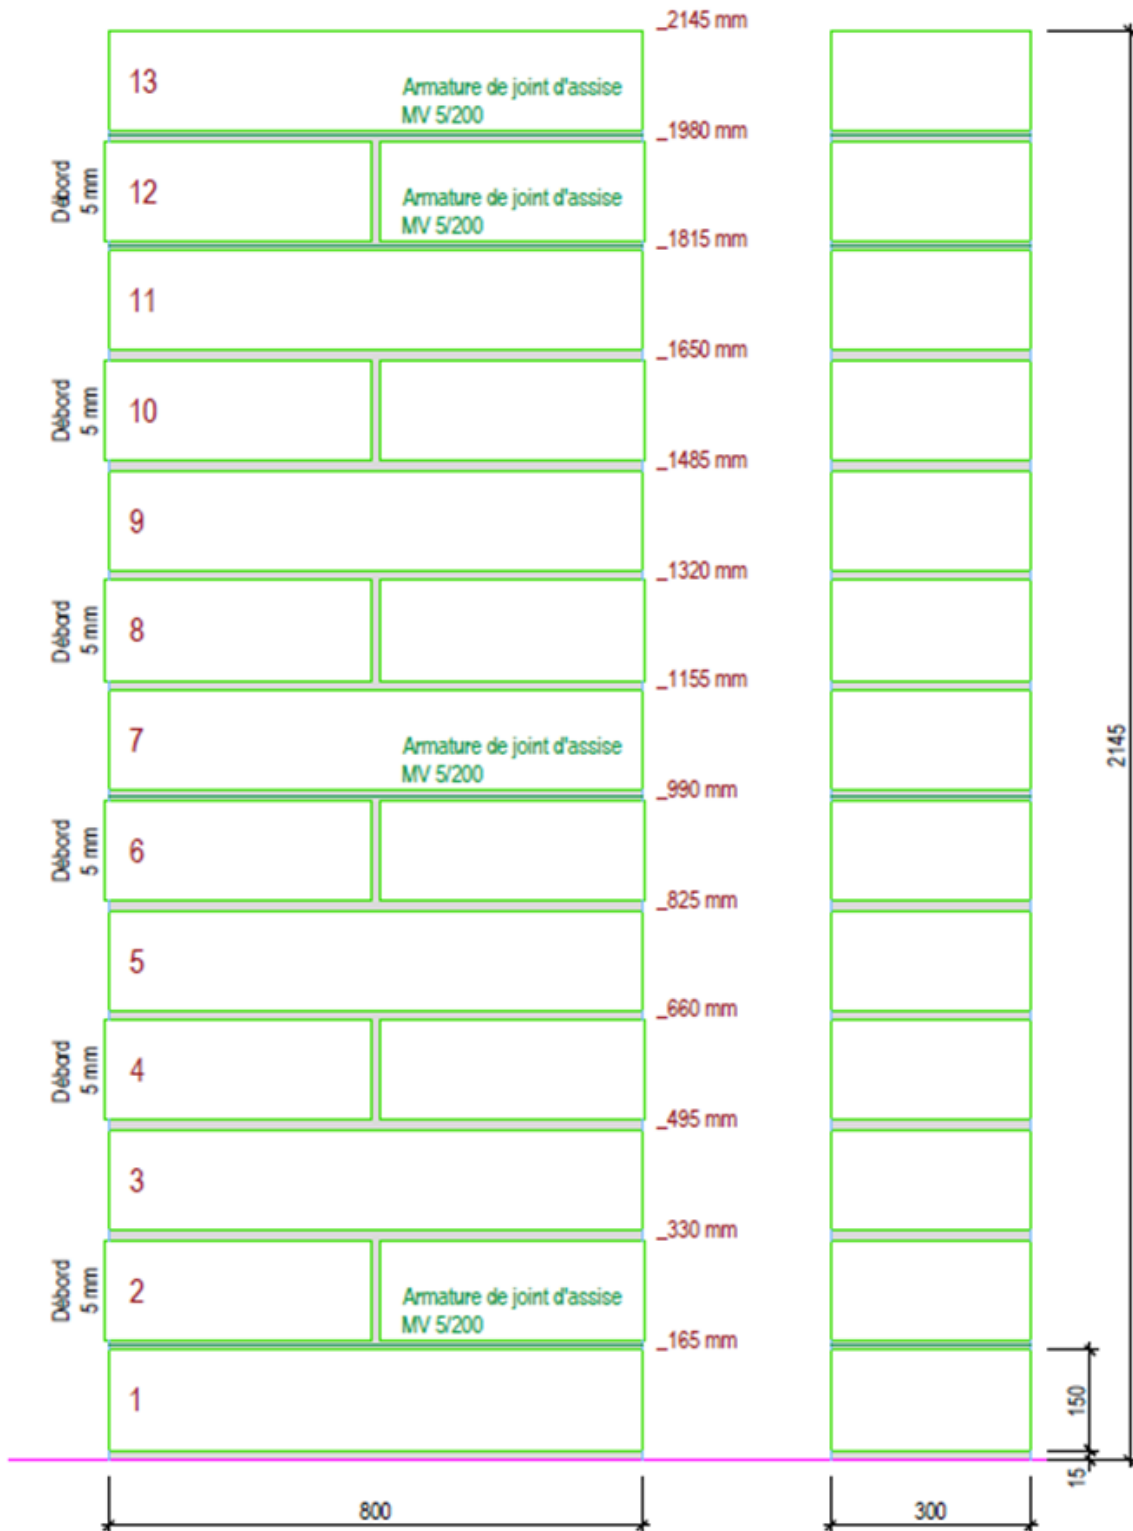 _2145 mm
13
Armature de joint d'assise
MV 5/200
_1980 mm
Débord
5 mm
12
Armature de joint d'assise
MV 5/200
_1815 mm
11
_1650 mm
Débord
5 mm
10
_1485 mm
9
_1320 mm
Débord
5 mm
8
_1155 mm
7
Armature de joint d'assise
MV 5/200
2145
_990 mm
Débord
5 mm
6
_825 mm
5
_660 mm
Débord
5 mm
4
_495 mm
3
_330 mm
Débord
5 mm
2
Armature de joint d'assise
MV 5/200
_165 mm
1
150
15
800
300